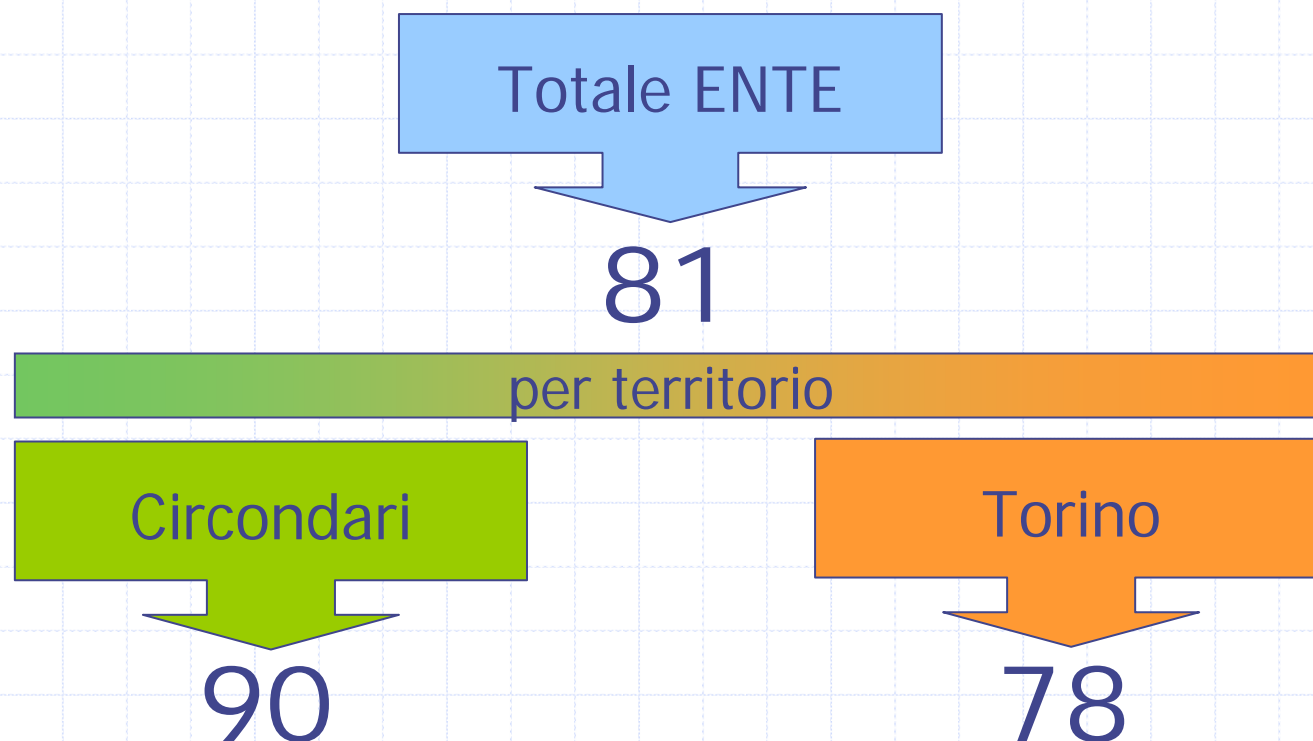 Totale ENTE
81
per territorio
Circondari
Torino
90
78